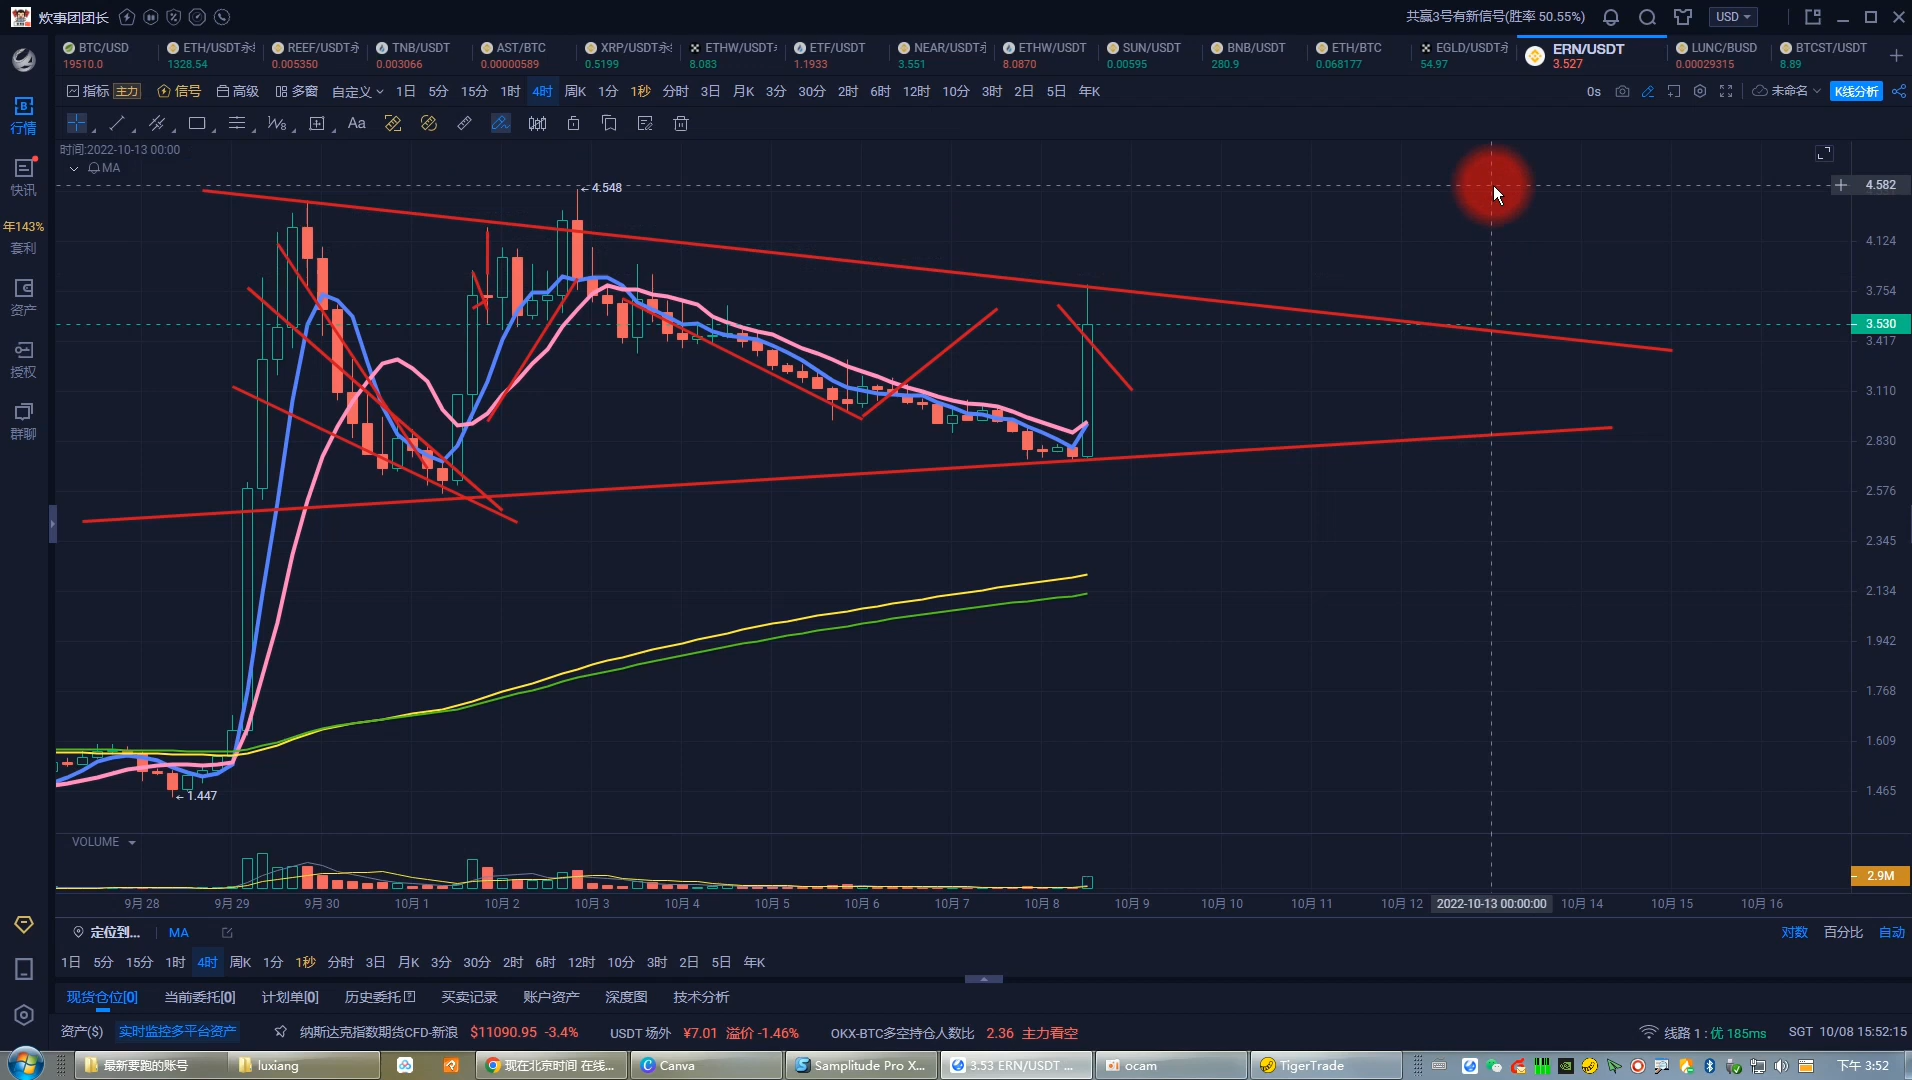 炊事团团长 共赢3号有新信号(胜率 50.55%) USD
BTC/USD 19510.0
ETH/USDT永 1328.54
REEF/USDT永 0.005350
TNB/USDT 0.003066
AST/BTC 0.00000589
XRP/USDT永 0.5199
ETHW/USDT 8.083
ETF/USDT 1.1933
NEAR/USDT永 3.551
ETHW/USDT 8.0870
SUN/USDT 0.00595
BNB/USDT 280.9
ETH/BTC 0.068177
EGLD/USDT永 54.97
ERN/USDT 3.527
LUNC/BUSD 0.00029315
BTCST/USDT 8.89
指标 主力 信号 高级 多窗 自定义 1日 5分 15分 1时 4时 周K 1分 1秒 分时 3日 月K 3分 30分 2时 6时 12时 10分 3时 2日 5日 年K 0s 未命名 K线分析
Aa
行情
快讯
年143%
套利
资产
授权
群聊
时间:2022-10-13 00:00
MA
4.548
1.447
4.582
4.124
3.754
3.530
3.417
3.110
2.830
2.576
2.345
2.134
1.942
1.768
1.609
1.465
VOLUME
2.9M
9月 28 9月 29 9月 30 10月 1 10月 2 10月 3 10月 4 10月 5 10月 6 10月 7 10月 8 10月 9 10月 10 10月 11 10月 12 2022-10-13 00:00:00 10月 14 10月 15 10月 16
定位到... MA 对数 百分比 自动
1日 5分 15分 1时 4时 周K 1分 1秒 分时 3日 月K 3分 30分 2时 6时 12时 10分 3时 2日 5日 年K
现货仓位[0] 当前委托[0] 计划单[0] 历史委托 买卖记录 账户资产 深度图 技术分析
资产($) 实时监控多平台资产 纳斯达克指数期货CFD-新浪 $11090.95 -3.4% USDT 场外 ¥7.01 溢价 -1.46% OKX-BTC多空持仓人数比 2.36 主力看空 线路 1 : 优 185ms SGT 10/08 15:52:15
最新要跑的账号 luxiang 现在北京时间 在线... Canva Samplitude Pro X... 3.53 ERN/USDT ... ocam TigerTrade 下午 3:52